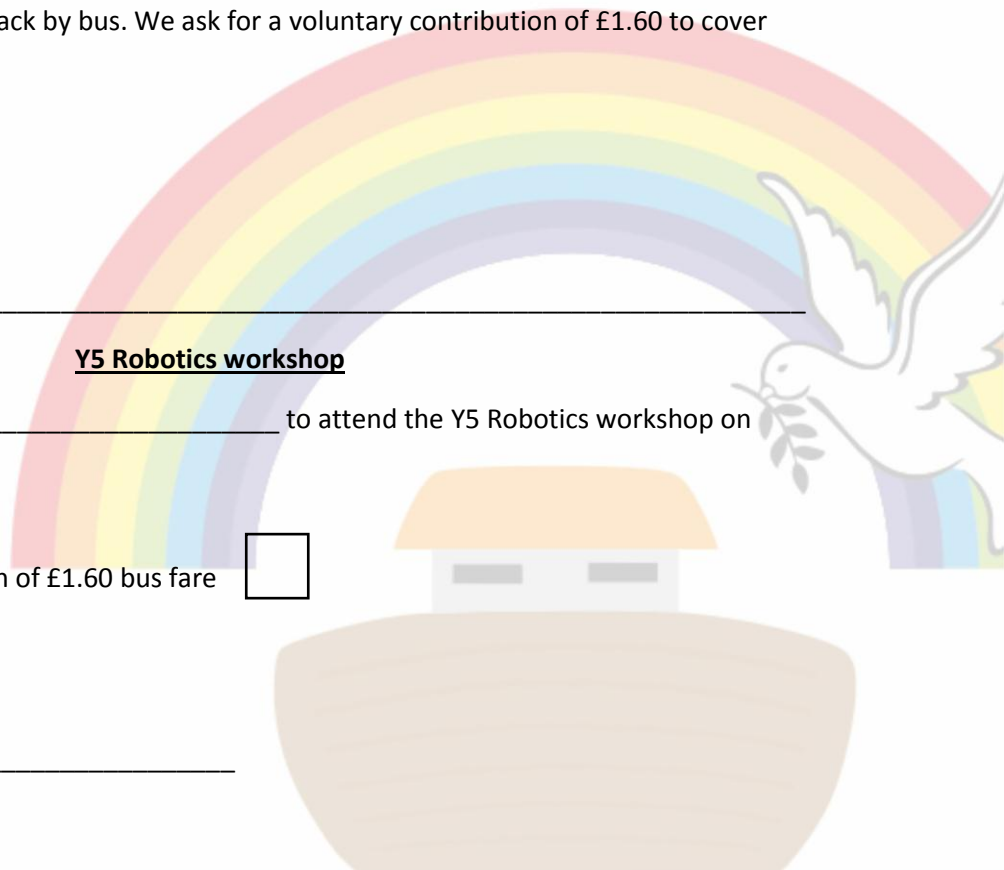 ack by bus. We ask for a voluntary contribution of £1.60 to cover
Y5 Robotics workshop
to attend the Y5 Robotics workshop on
of £1.60 bus fare